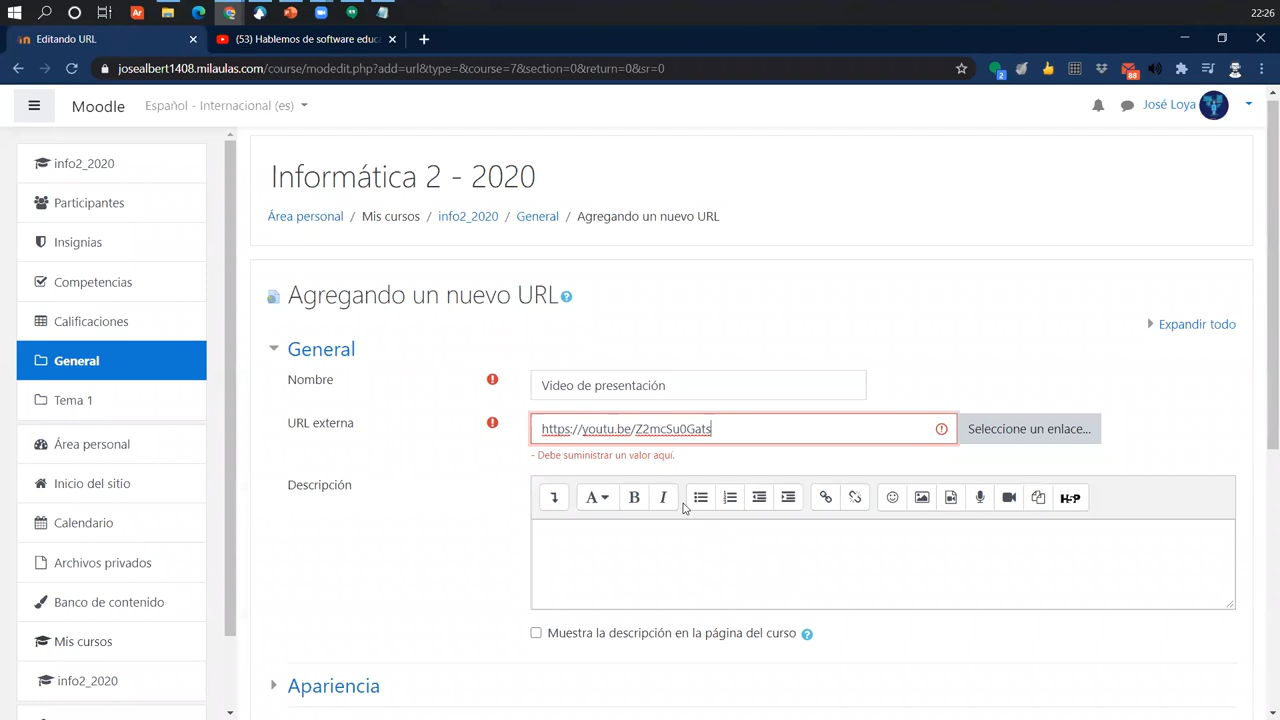 22:26
Editando URL
(53) Hablemos de software educa
josealbert1408.milaulas.com/course/modedit.php?add=url&type=&course=7&section=0&return=0&sr=0
2
88
Moodle
Español - Internacional (es)
José Loya
info2_2020
Participantes
Insignias
Competencias
Calificaciones
General
Tema 1
Área personal
Inicio del sitio
Calendario
Archivos privados
Banco de contenido
Mis cursos
info2_2020
Informática 2 - 2020
Área personal / Mis cursos / info2_2020 / General / Agregando un nuevo URL
Agregando un nuevo URL
Expandir todo
General
Nombre
Video de presentación
URL externa
https://youtu.be/Z2mcSu0Gats
Seleccione un enlace...
- Debe suministrar un valor aquí.
Descripción
A B I
H-P
Muestra la descripción en la página del curso
Apariencia